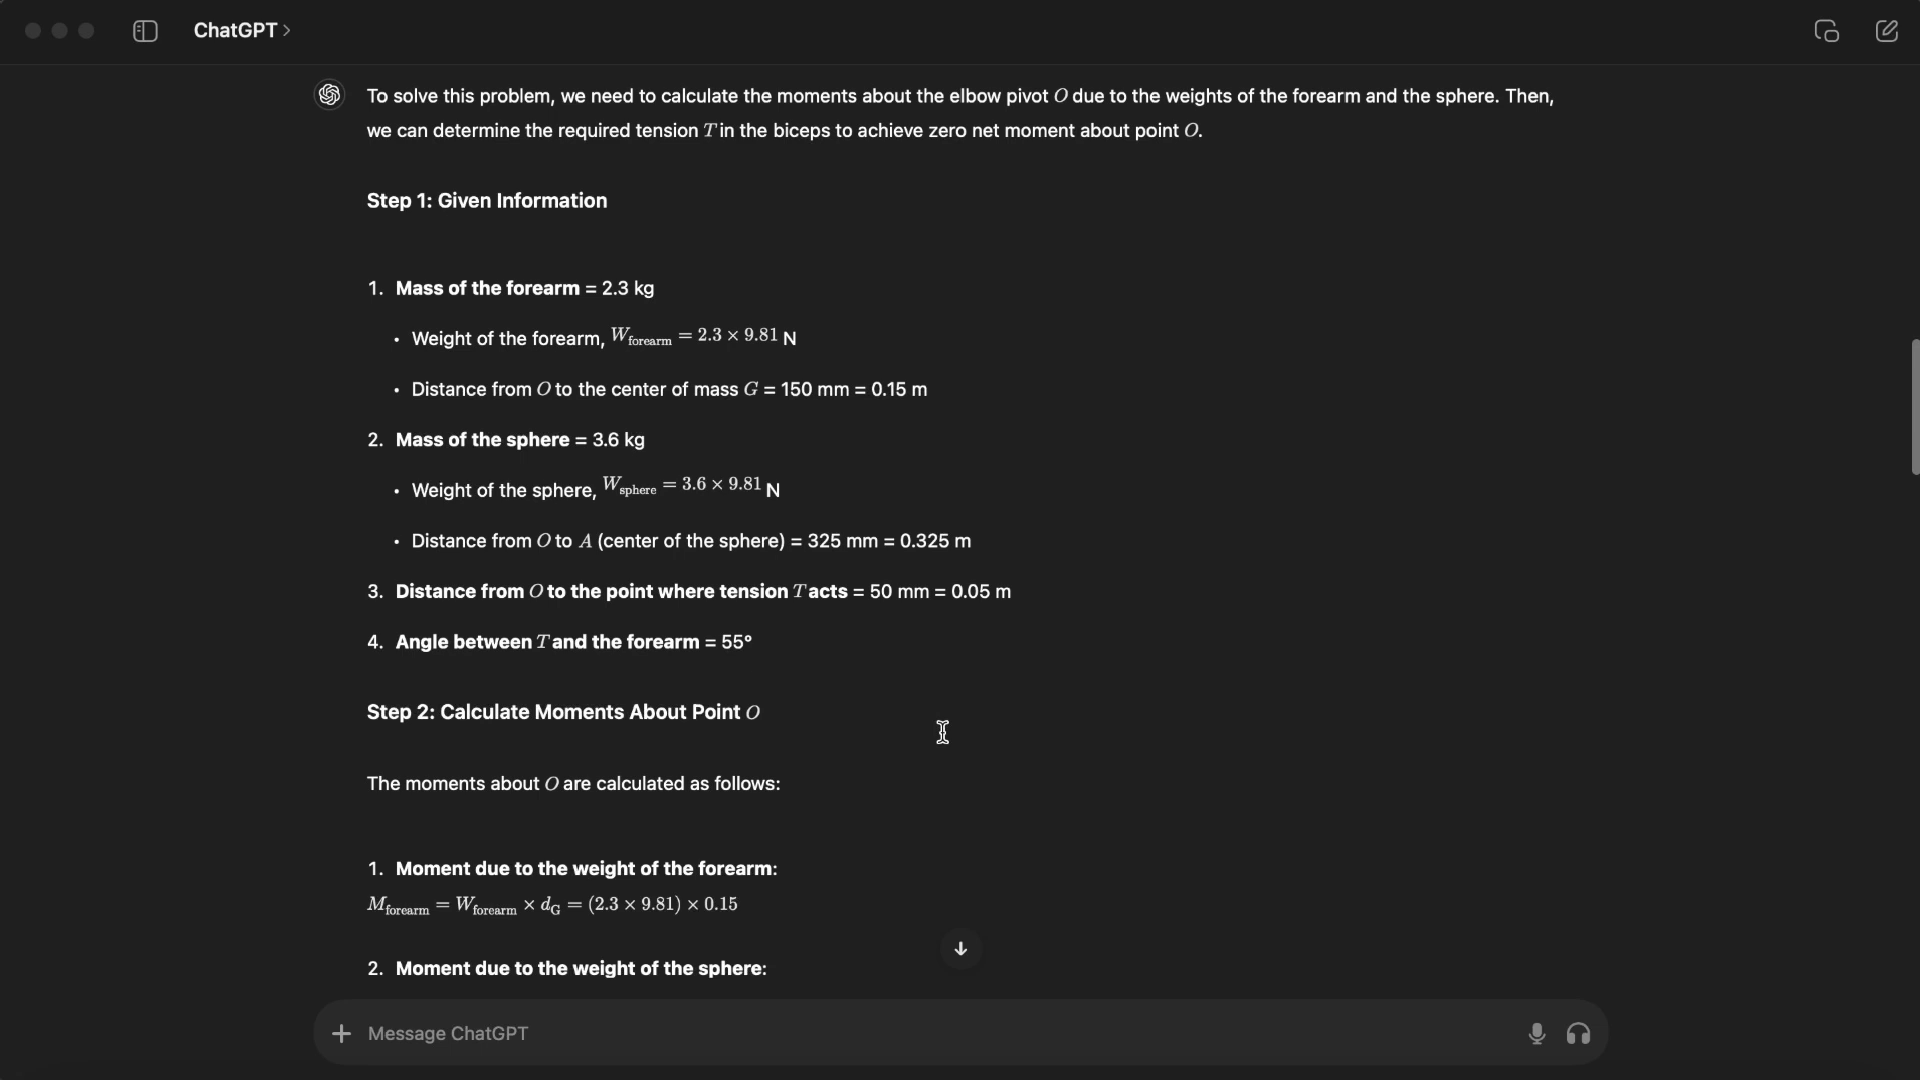 ChatGPT >
To solve this problem, we need to calculate the moments about the elbow pivot O due to the weights of the forearm and the sphere. Then,
we can determine the required tension T in the biceps to achieve zero net moment about point O.
Step 1: Given Information
1. Mass of the forearm = 2.3 kg
• Weight of the forearm, W_forearm = 2.3 × 9.81 N
• Distance from O to the center of mass G = 150 mm = 0.15 m
2. Mass of the sphere = 3.6 kg
• Weight of the sphere, W_sphere = 3.6 × 9.81 N
• Distance from O to A (center of the sphere) = 325 mm = 0.325 m
3. Distance from O to the point where tension T acts = 50 mm = 0.05 m
4. Angle between T and the forearm = 55°
Step 2: Calculate Moments About Point O
The moments about O are calculated as follows:
1. Moment due to the weight of the forearm:
M_forearm = W_forearm × d_G = (2.3 × 9.81) × 0.15
2. Moment due to the weight of the sphere:
Message ChatGPT